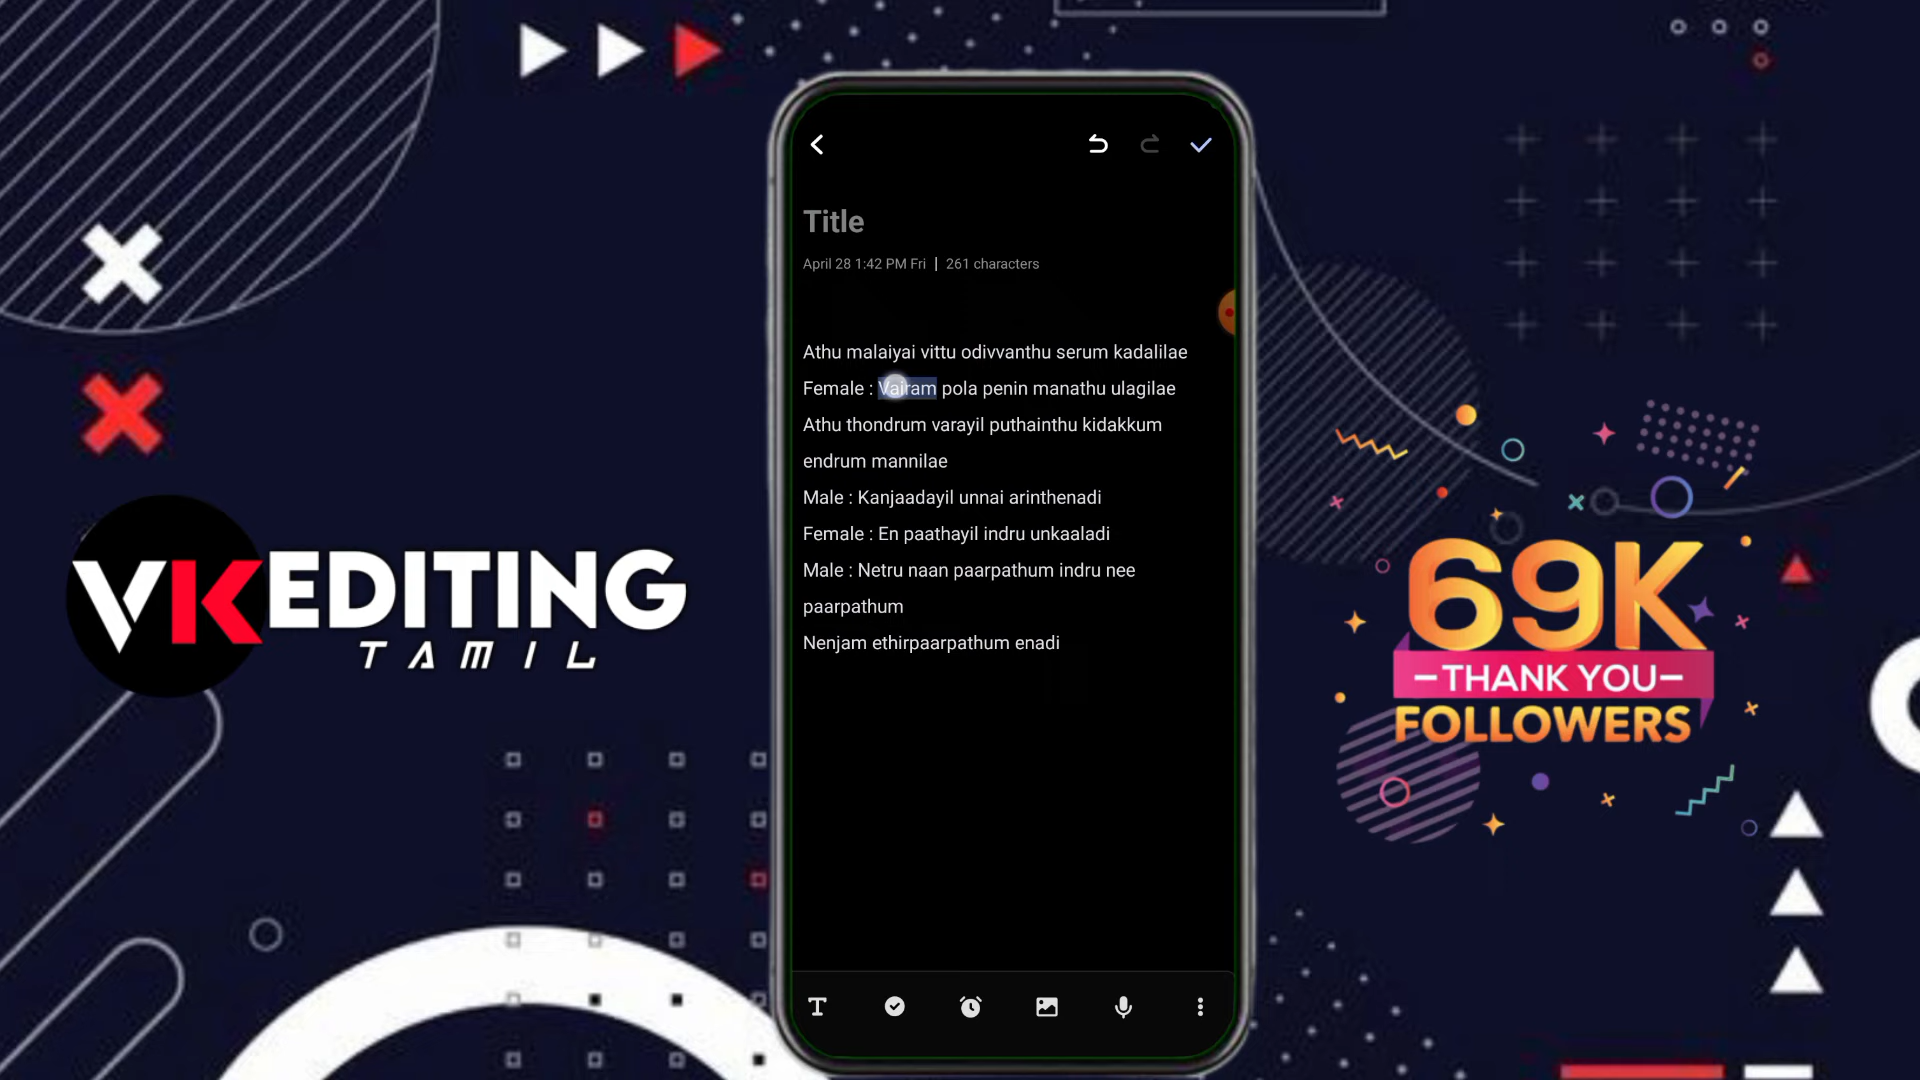 VK EDITING
TAMIL
Title
April 28 1:42 PM Fri | 261 characters
Athu malaiyai vittu odivvanthu serum kadalilae
Female : Vairam pola penin manathu ulagilae
Athu thondrum varayil puthainthu kidakkum
endrum mannilae
Male : Kanjaadayil unnai arinthenadi
Female : En paathayil indru unkaaladi
Male : Netru naan paarpathum indru nee
paarpathum
Nenjam ethirpaarpathum enadi
69K
-THANK YOU-
FOLLOWERS